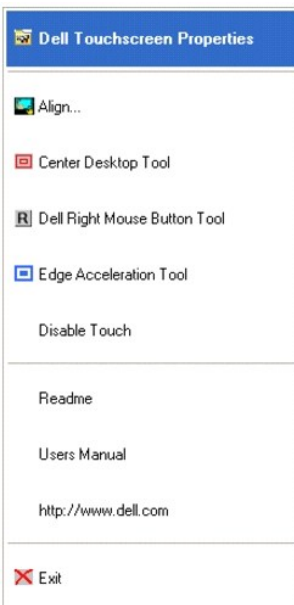 Dell Touchscreen Properties
Align...
Center Desktop Tool
R Dell Right Mouse Button Tool
Edge Acceleration Tool
Disable Touch
Readme
Users Manual
http://www.dell.com
Exit